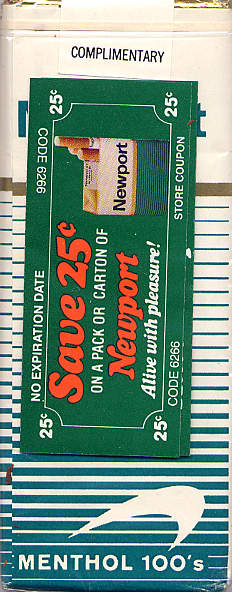 COMPLIMENTARY
25¢
25¢
NO EXPIRATION DATE
CODE 6266
Save 25¢
ON A PACK OR CARTON OF
Newport
Alive with pleasure!
Newport
CODE 6266
STORE COUPON
25¢
25¢
MENTHOL 100's